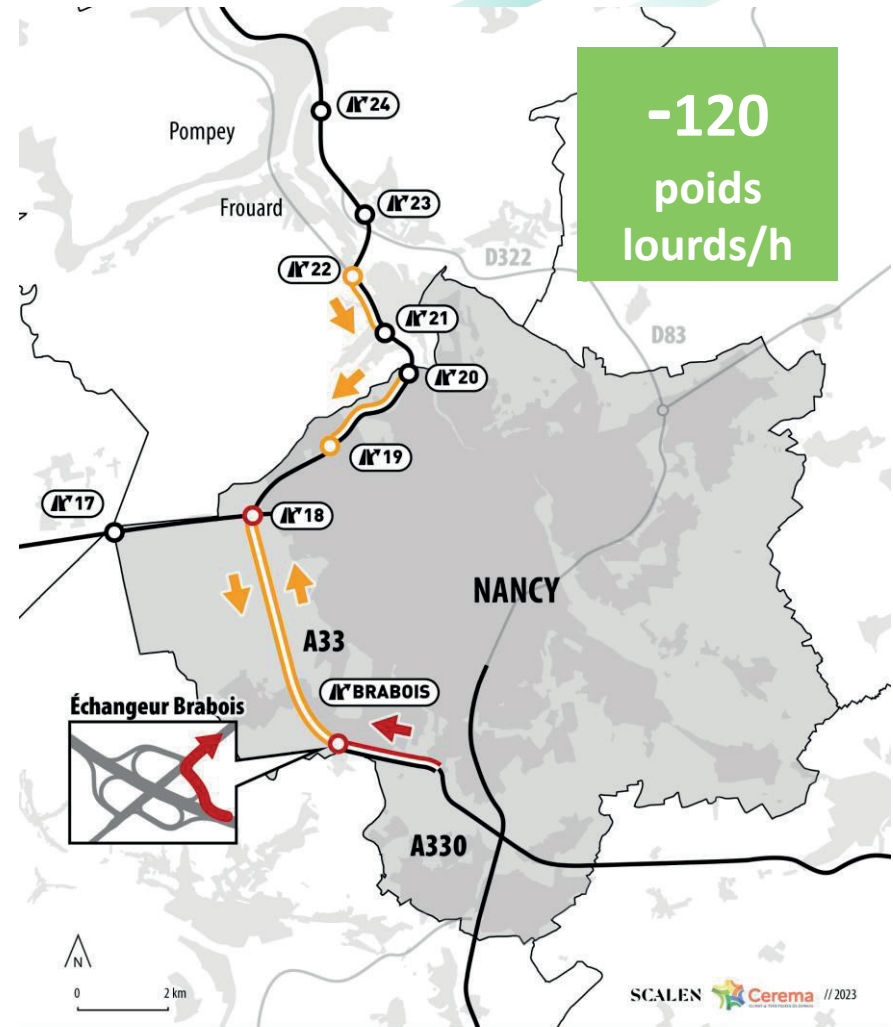 -120
poids
lourds/h
24
Pompey
23
Frouard
D322
22
21
D83
20
19
17
18
NANCY
A33
BRABOIS
Échangeur Brabois
A330
N
0 2 km
SCALEN Cerema // 2023